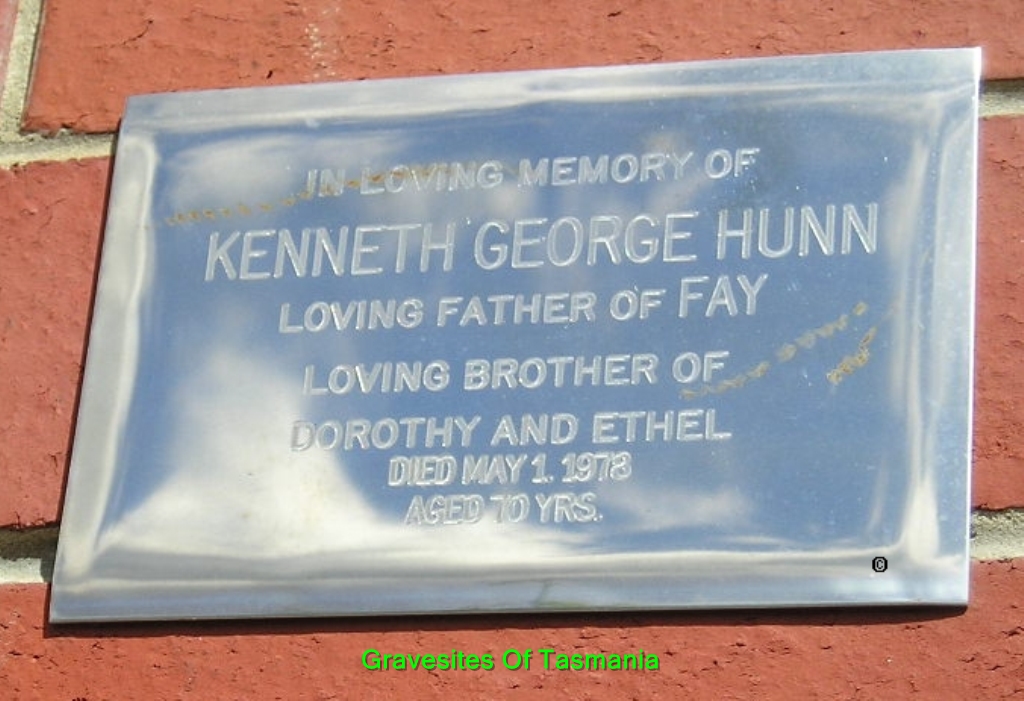 IN LOVING MEMORY OF
KENNETH GEORGE HUNN
LOVING FATHER OF FAY
LOVING BROTHER OF
DOROTHY AND ETHEL
DIED MAY 1. 1978
AGED 70 YRS.
©
Gravesites Of Tasmania